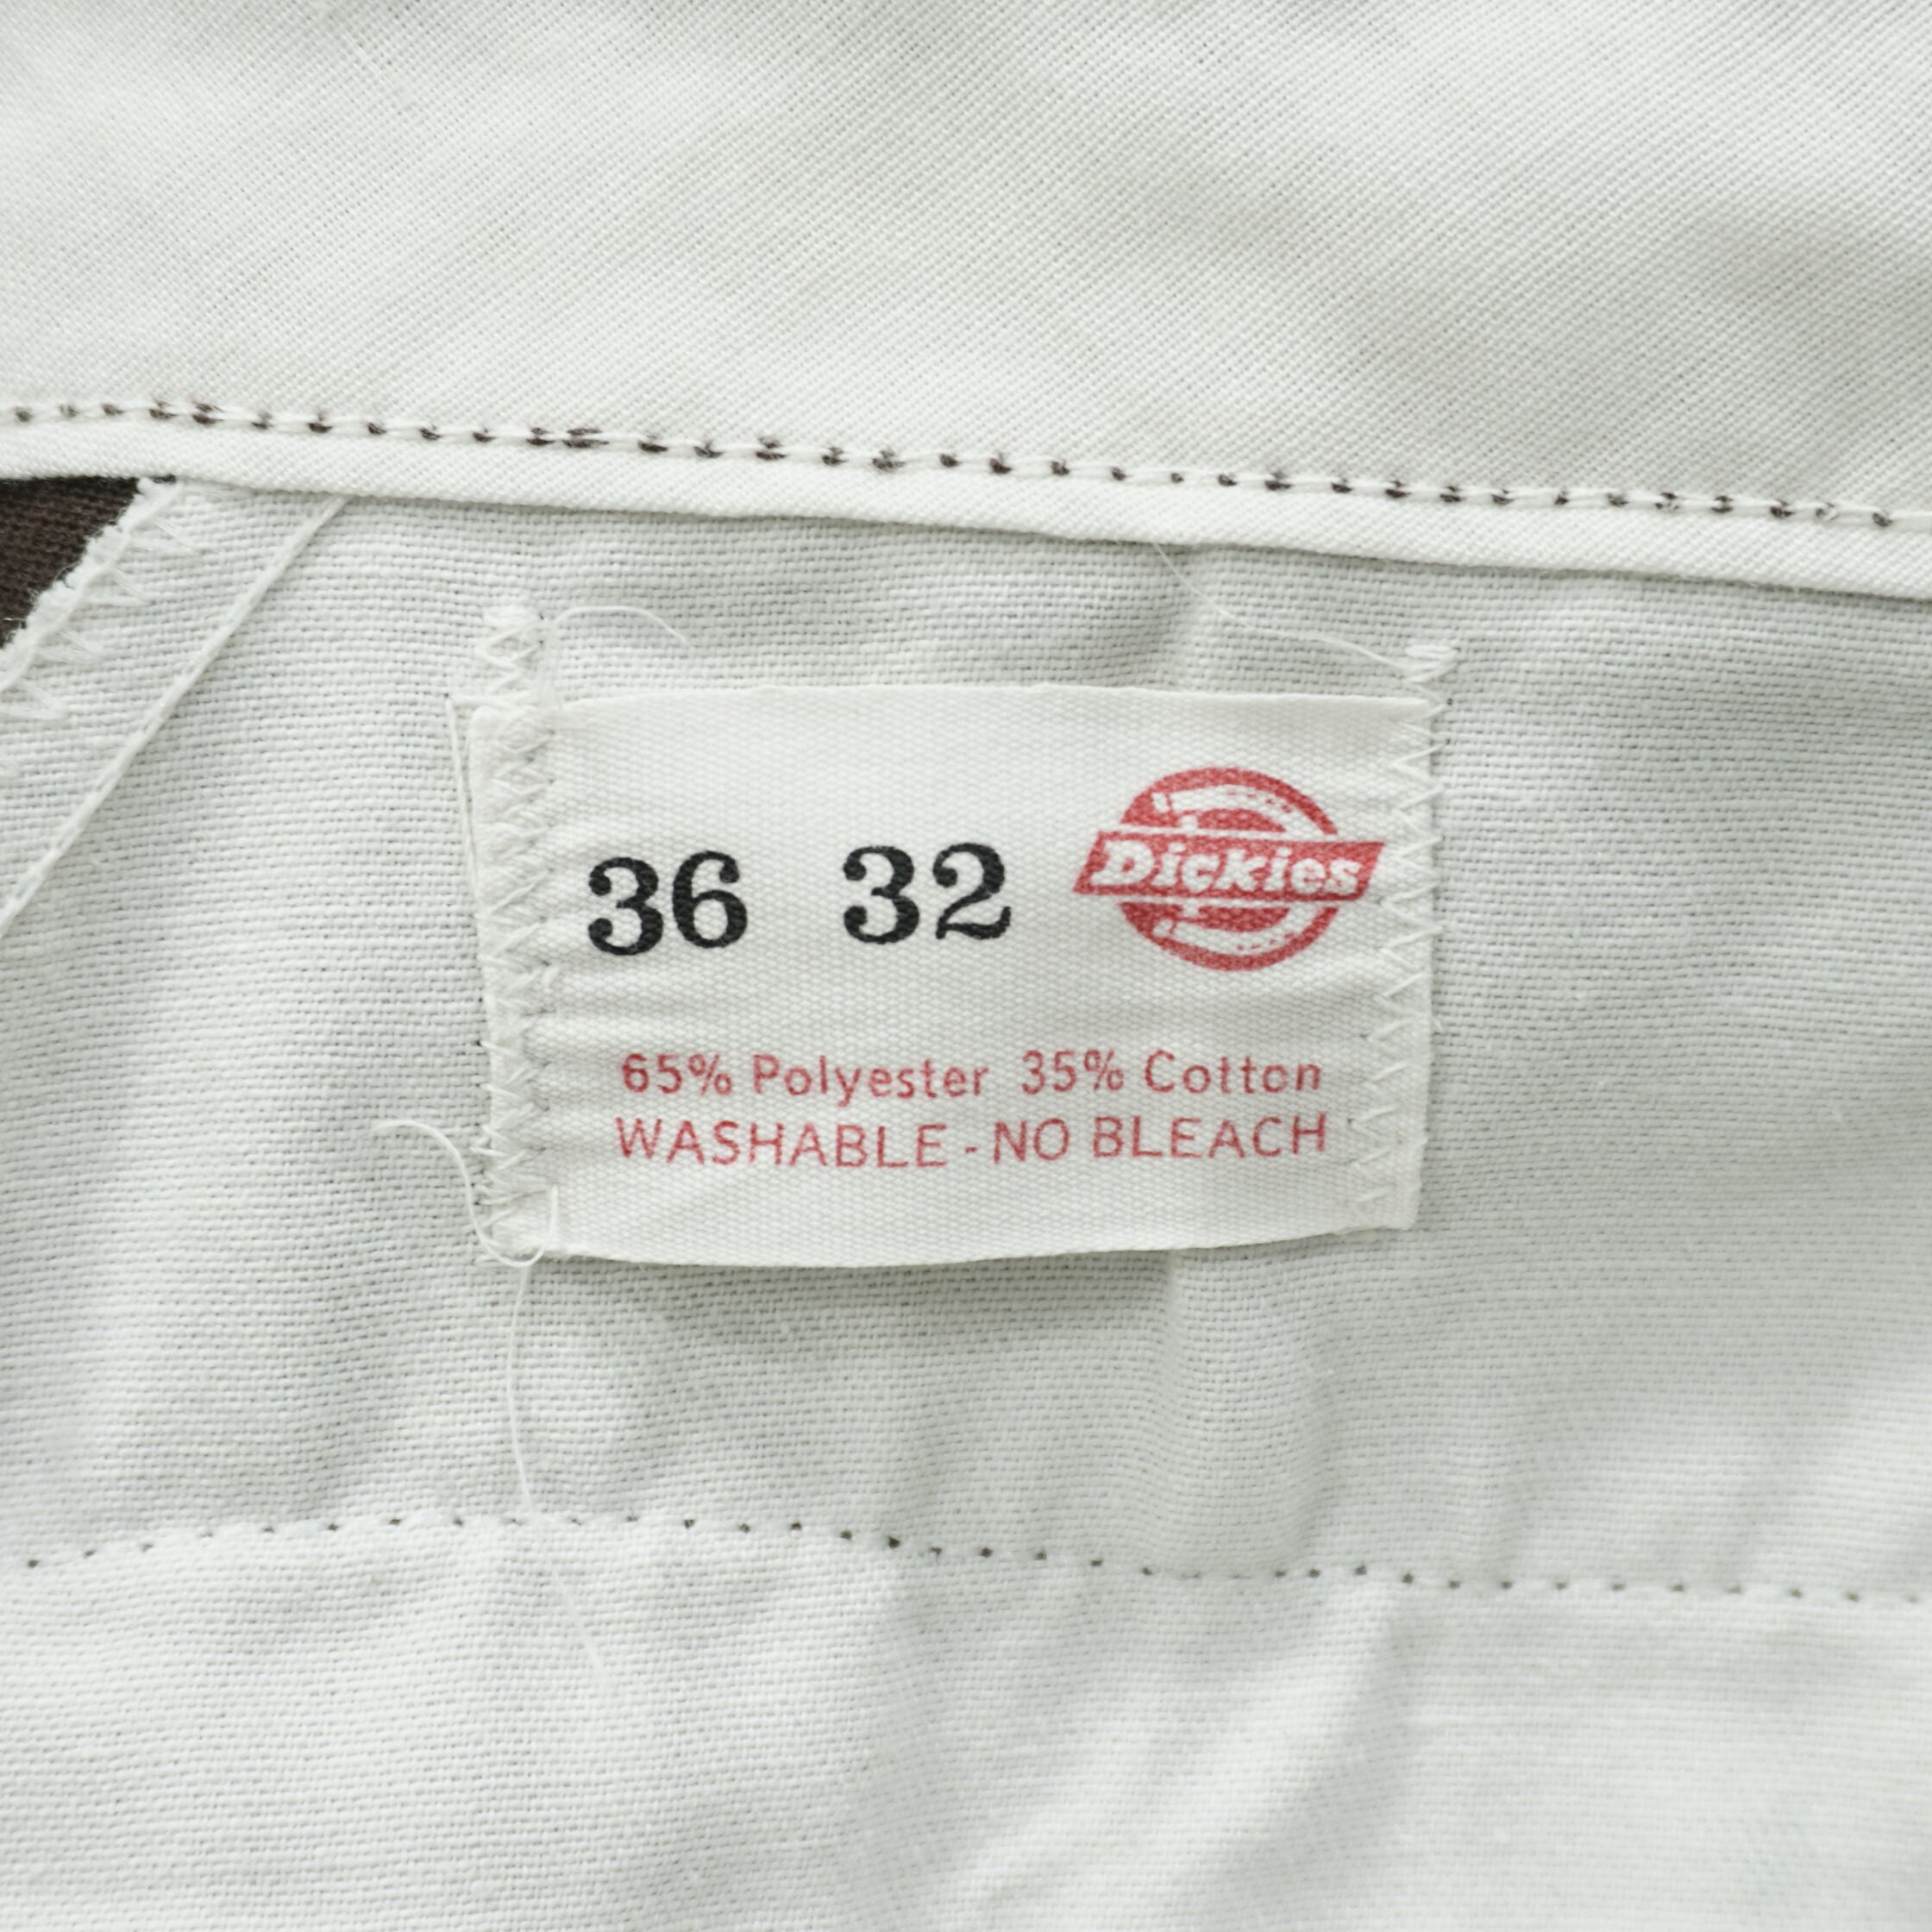 36 32 Dickies
65% Polyester 35% Cotton
WASHABLE - NO BLEACH